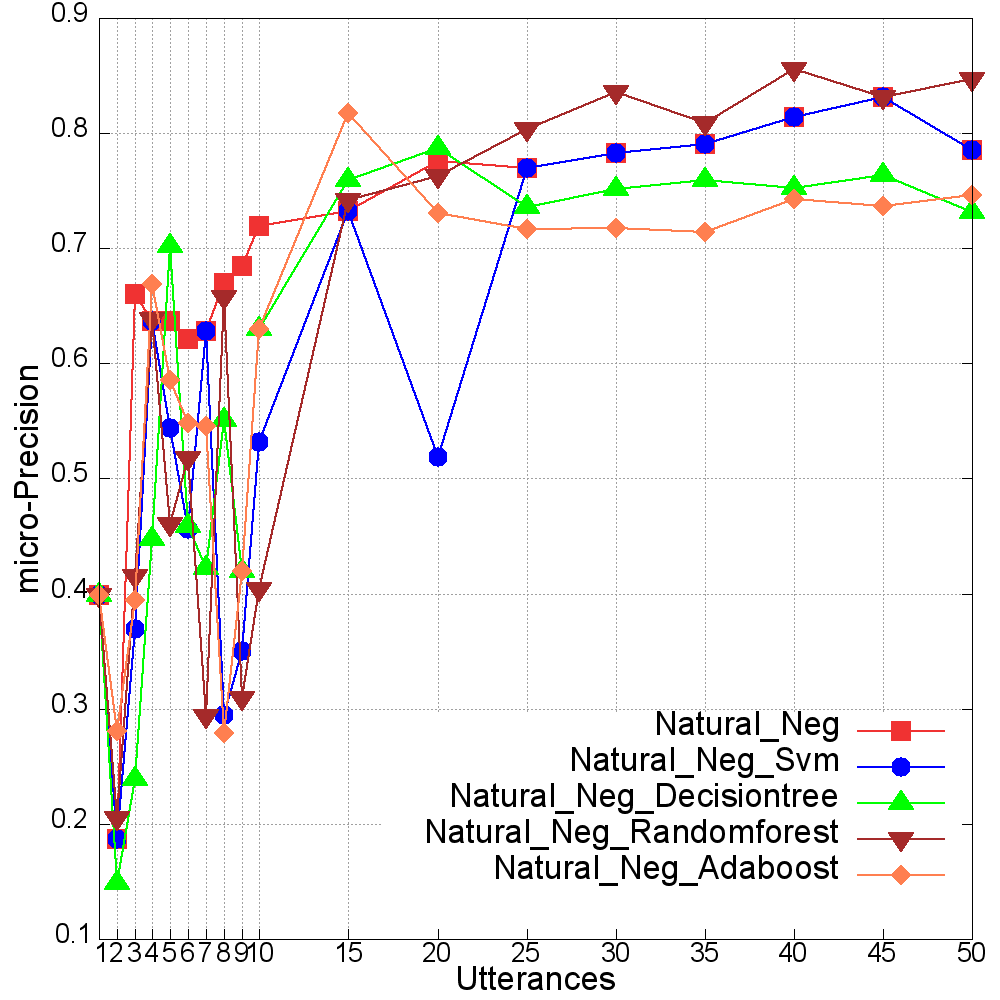 0.9
0.8
0.7
0.6
0.5
0.4
0.3
0.2
0.1
micro-Precision
Natural_Neg
Natural_Neg_Svm
Natural_Neg_Decisiontree
Natural_Neg_Randomforest
Natural_Neg_Adaboost
1 2 3 4 5 6 7 8 9 10 15 20 25 30 35 40 45 50
Utterances